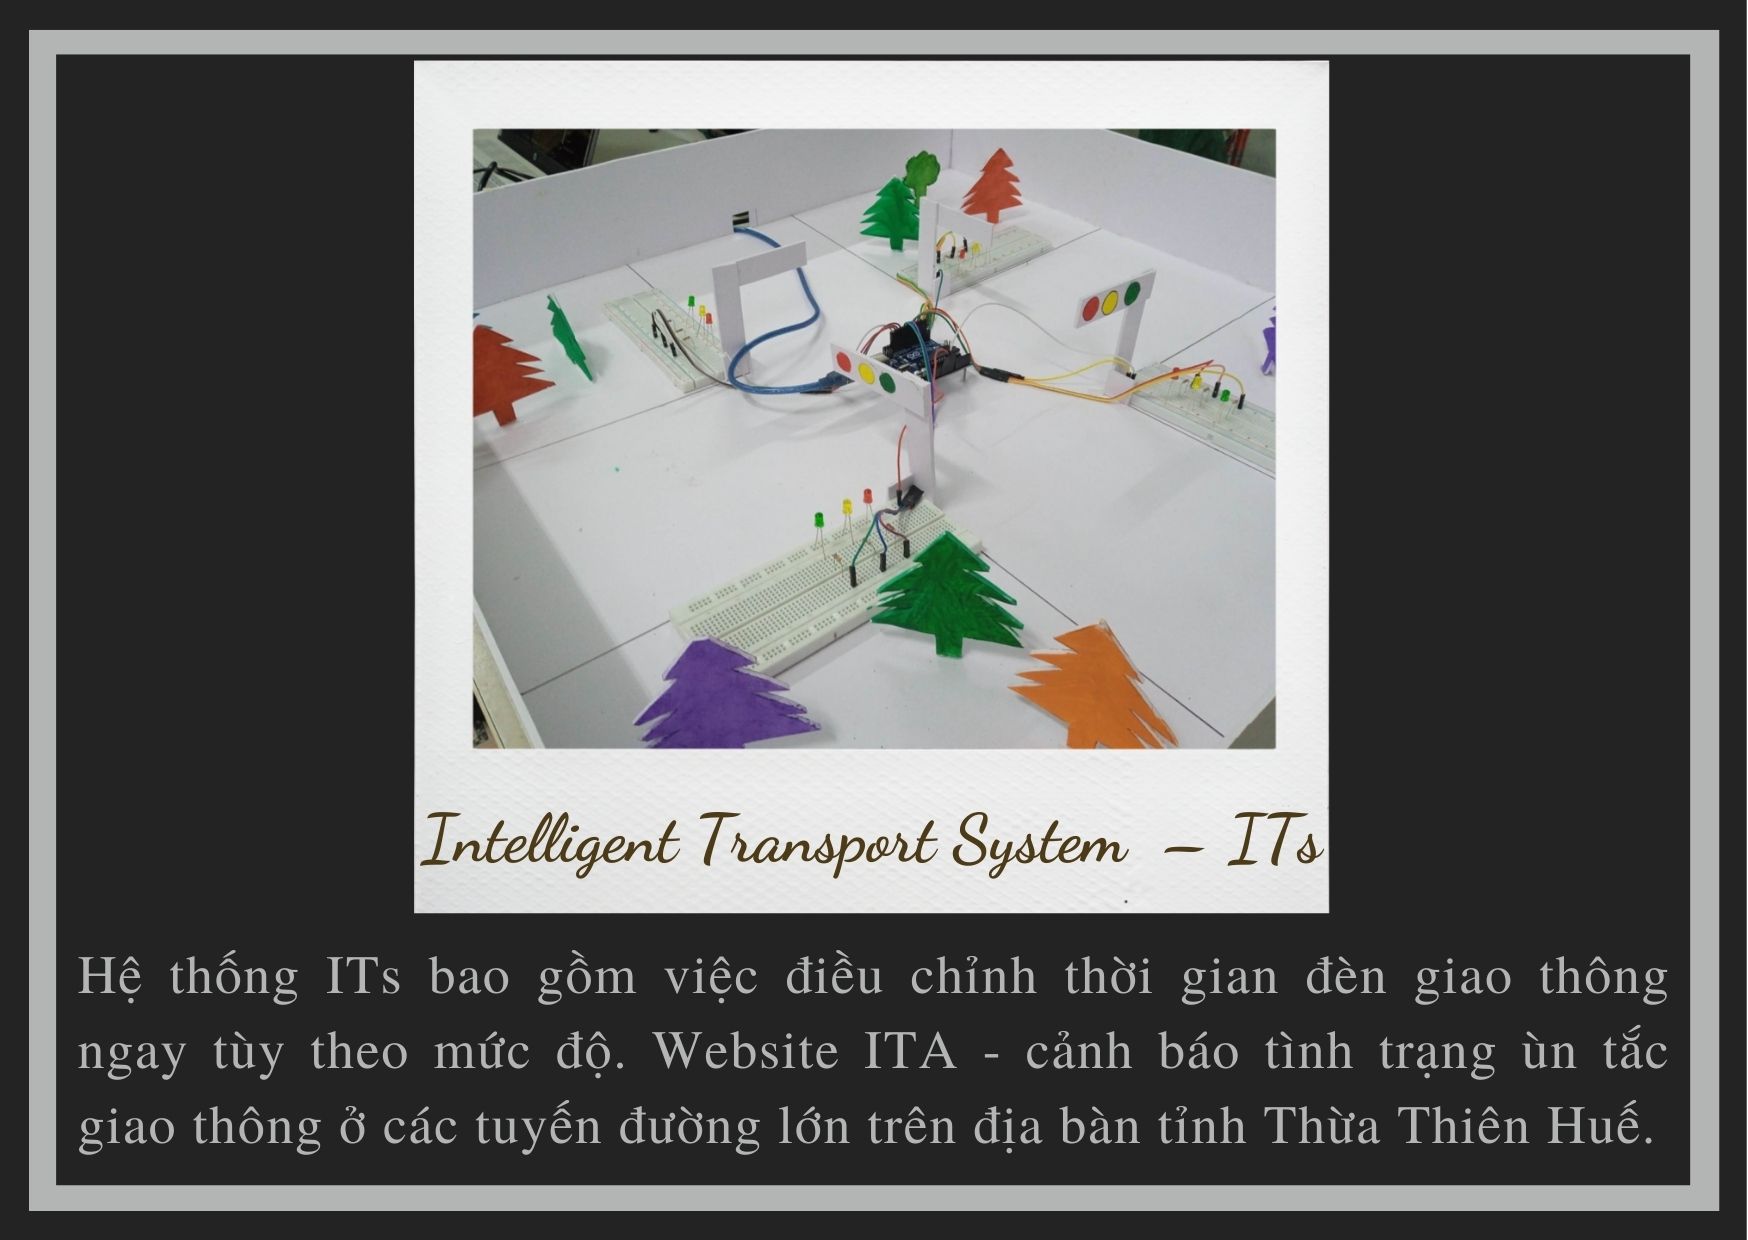 Intelligent Transport System – ITs
Hệ thống ITs bao gồm việc điều chỉnh thời gian đèn giao thông
ngay tùy theo mức độ. Website ITA - cảnh báo tình trạng ùn tắc
giao thông ở các tuyến đường lớn trên địa bàn tỉnh Thừa Thiên Huế.